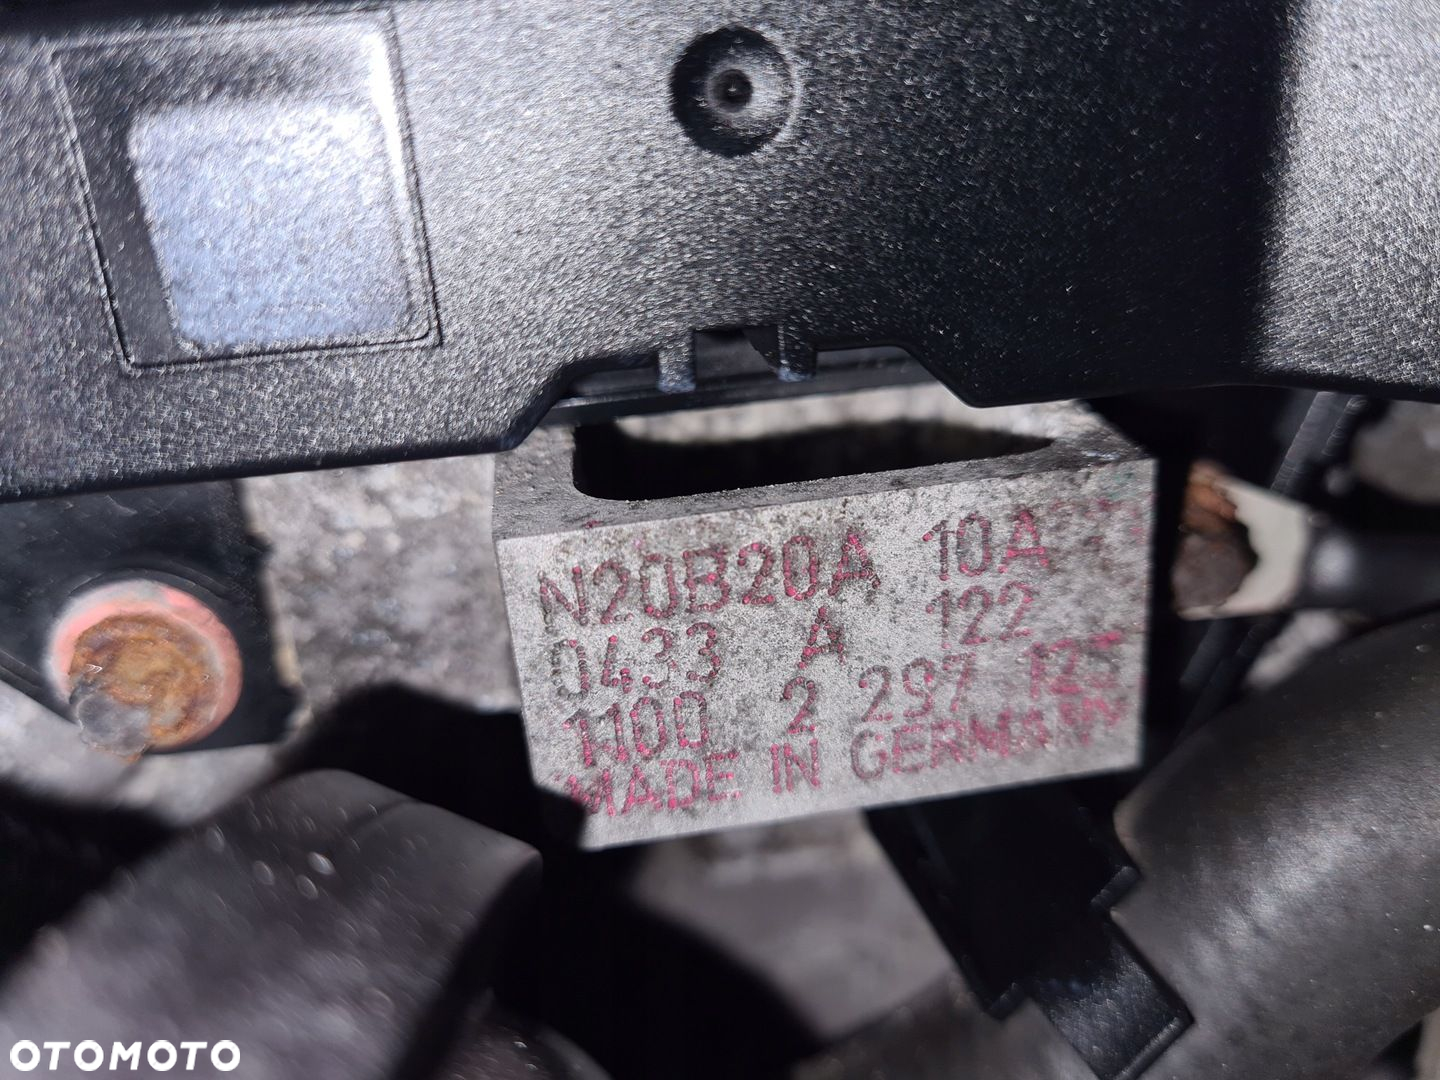 N20B20A 10A
0433 A 122
1100 2 297 125
MADE IN GERMANY
OTOMOTO